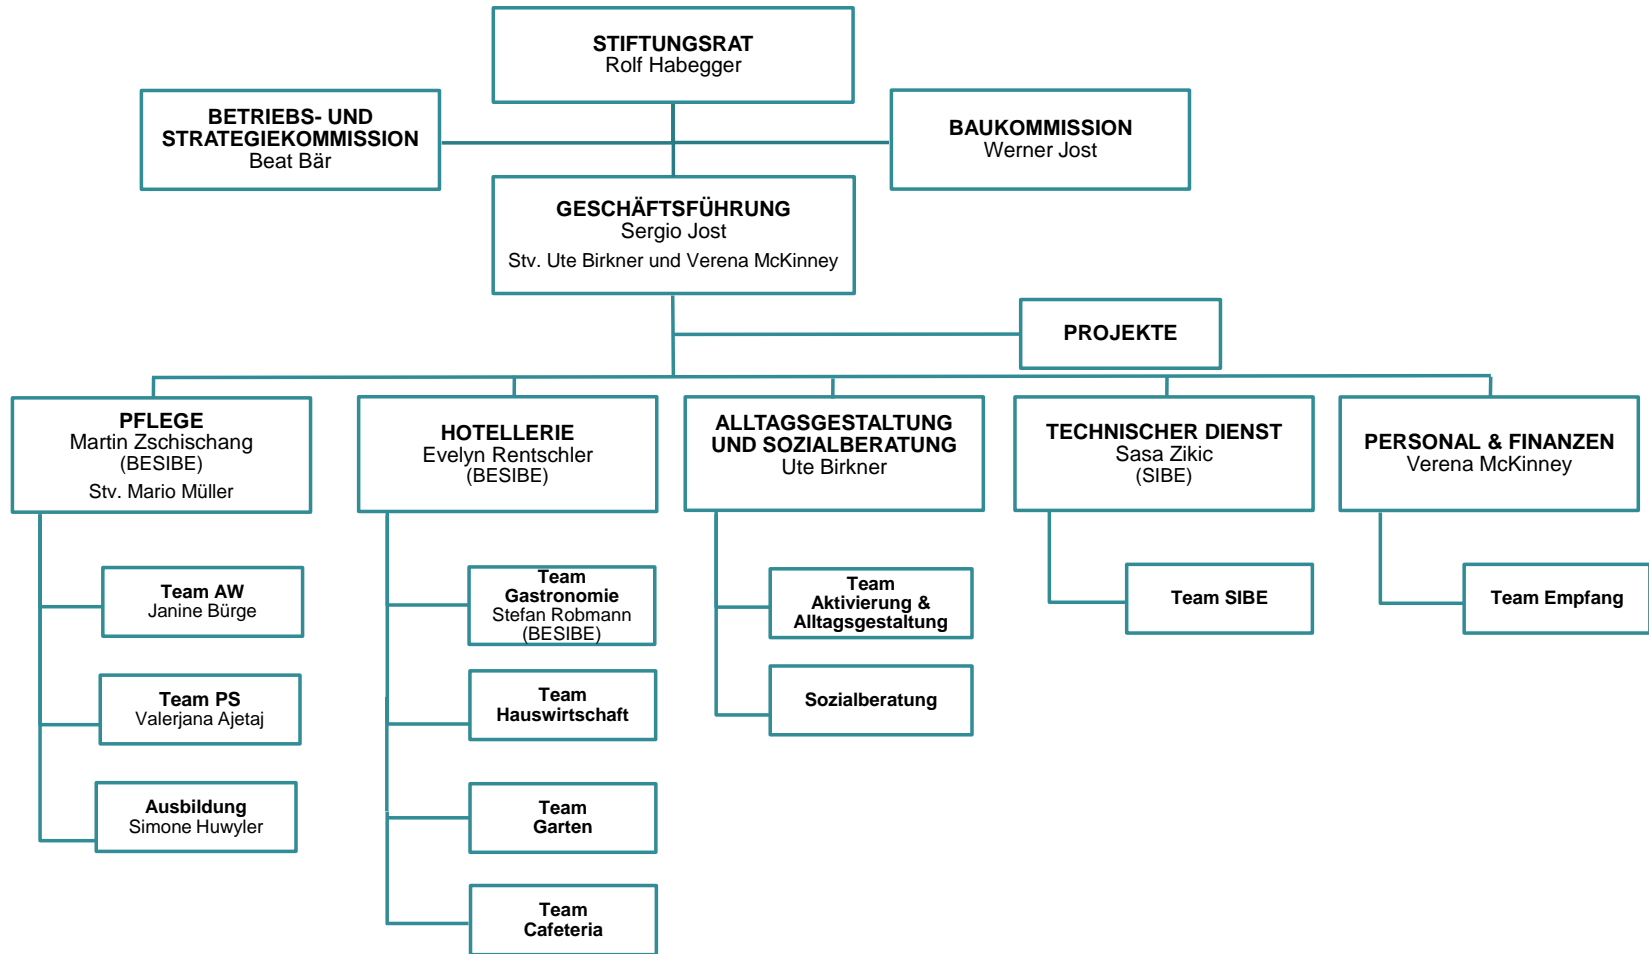 STIFTUNGSRAT
Rolf Habegger
BETRIEBS- UND
STRATEGIEKOMMISSION
Beat Bär
BAUKOMMISSION
Werner Jost
GESCHÄFTSFÜHRUNG
Sergio Jost
Stv. Ute Birkner und Verena McKinney
PROJEKTE
PFLEGE
Martin Zschischang
(BESIBE)
Stv. Mario Müller
HOTELLERIE
Evelyn Rentschler
(BESIBE)
ALLTAGSGESTALTUNG
UND SOZIALBERATUNG
Ute Birkner
TECHNISCHER DIENST
Sasa Zikic
(SIBE)
PERSONAL & FINANZEN
Verena McKinney
Team AW
Janine Bürge
Team PS
Valerjana Ajetaj
Ausbildung
Simone Huwyler
Team
Gastronomie
Stefan Robmann
(BESIBE)
Team
Hauswirtschaft
Team
Garten
Team
Cafeteria
Team
Aktivierung &
Alltagsgestaltung
Sozialberatung
Team SIBE
Team Empfang